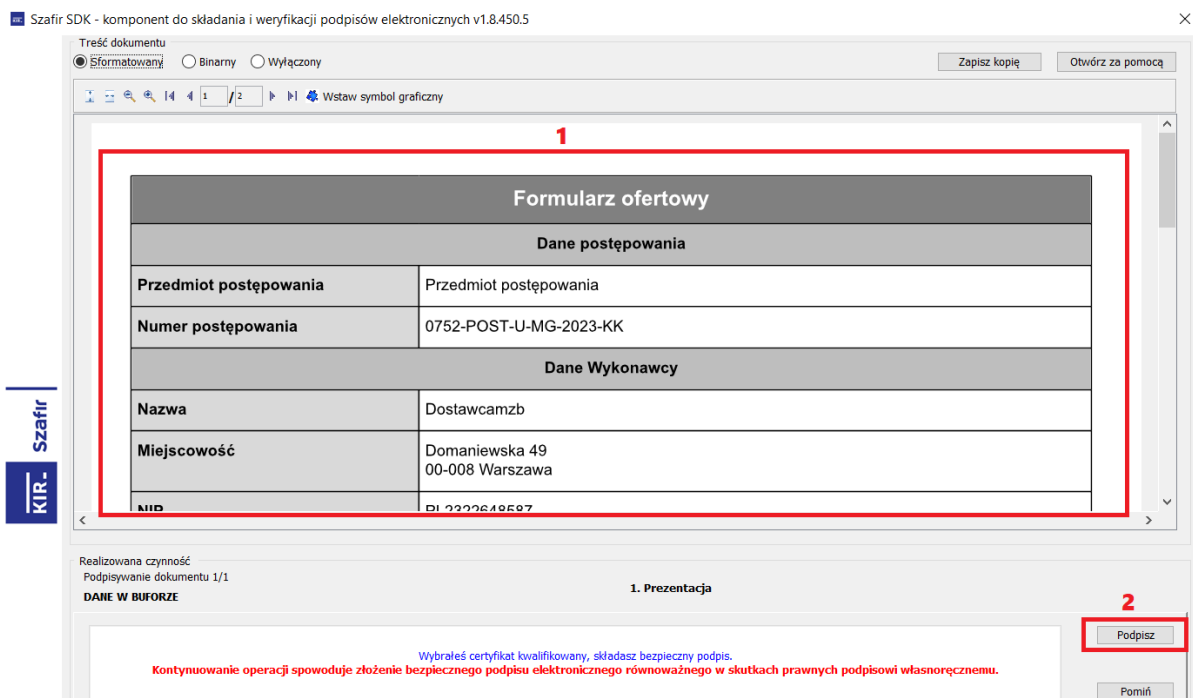 Szafir SDK - komponent do składania i weryfikacji podpisów elektronicznych v1.8.450.5
Treść dokumentu
Sformatowany Binarny Wyłączony Zapisz kopię Otwórz za pomocą
1 / 2 Wstaw symbol graficzny
1
Formularz ofertowy
Dane postępowania
Przedmiot postępowania Przedmiot postępowania
Numer postępowania 0752-POST-U-MG-2023-KK
Dane Wykonawcy
Nazwa Dostawcamzb
Miejscowość Domaniewska 49
00-008 Warszawa
NIP PL2322648587
KIR Szafir
Realizowana czynność
Podpisywanie dokumentu 1/1
DANE W BUFORZE
1. Prezentacja
2
Podpisz
Wybrałeś certyfikat kwalifikowany, składasz bezpieczny podpis.
Kontynuowanie operacji spowoduje złożenie bezpiecznego podpisu elektronicznego równoważnego w skutkach prawnych podpisowi własnoręcznemu.
Pomiń